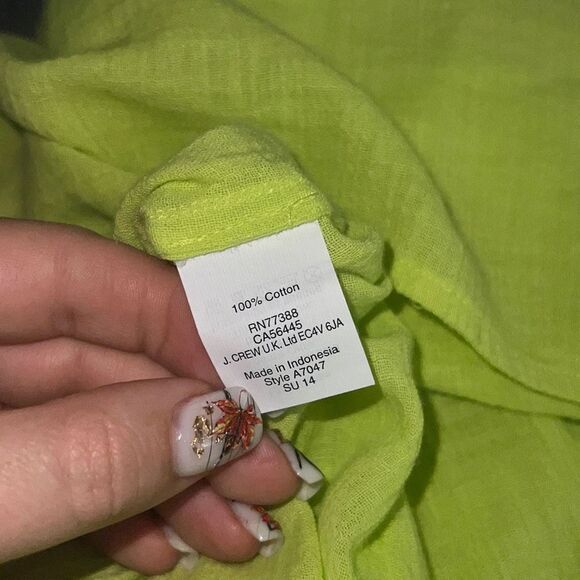 100% Cotton
RN77388
CA56445
J. CREW U.K. Ltd EC4V 6JA
Made in Indonesia
Style A7047
SU 14